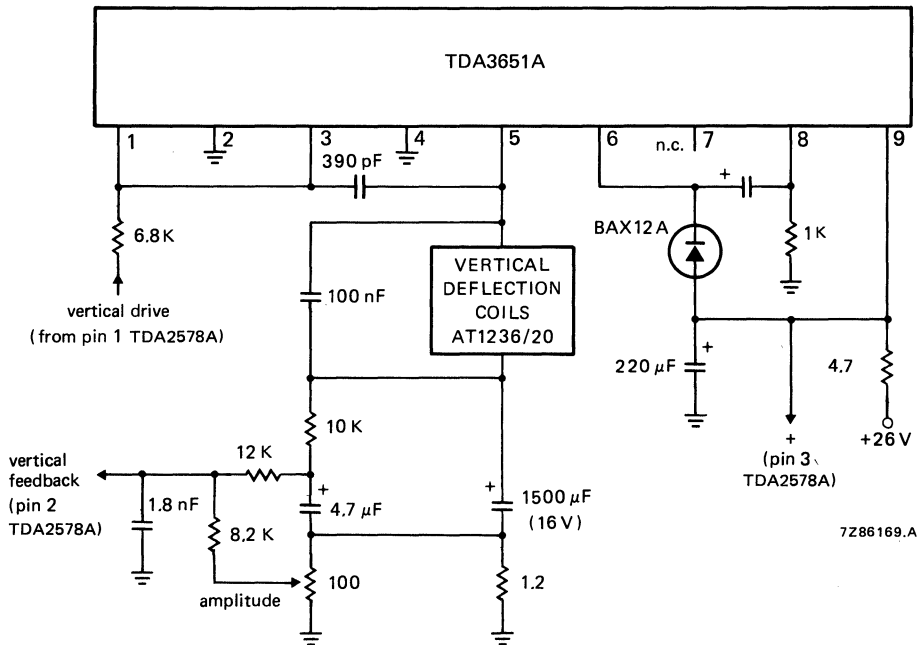 TDA3651A
1 2 3 4 5 6 7 8 9
n.c.
390 pF
6.8 K
BAX12A
1 K
vertical drive
(from pin 1 TDA2578A)
100 nF
VERTICAL
DEFLECTION
COILS
AT1236/20
220 µF
+
+
4.7
+26 V
+
(pin 3
TDA2578A)
10 K
12 K
vertical
feedback
(pin 2
TDA2578A)
1.8 nF
8.2 K
+
4.7 µF
+
1500 µF
(16 V)
7Z86169.A
amplitude
100
1.2